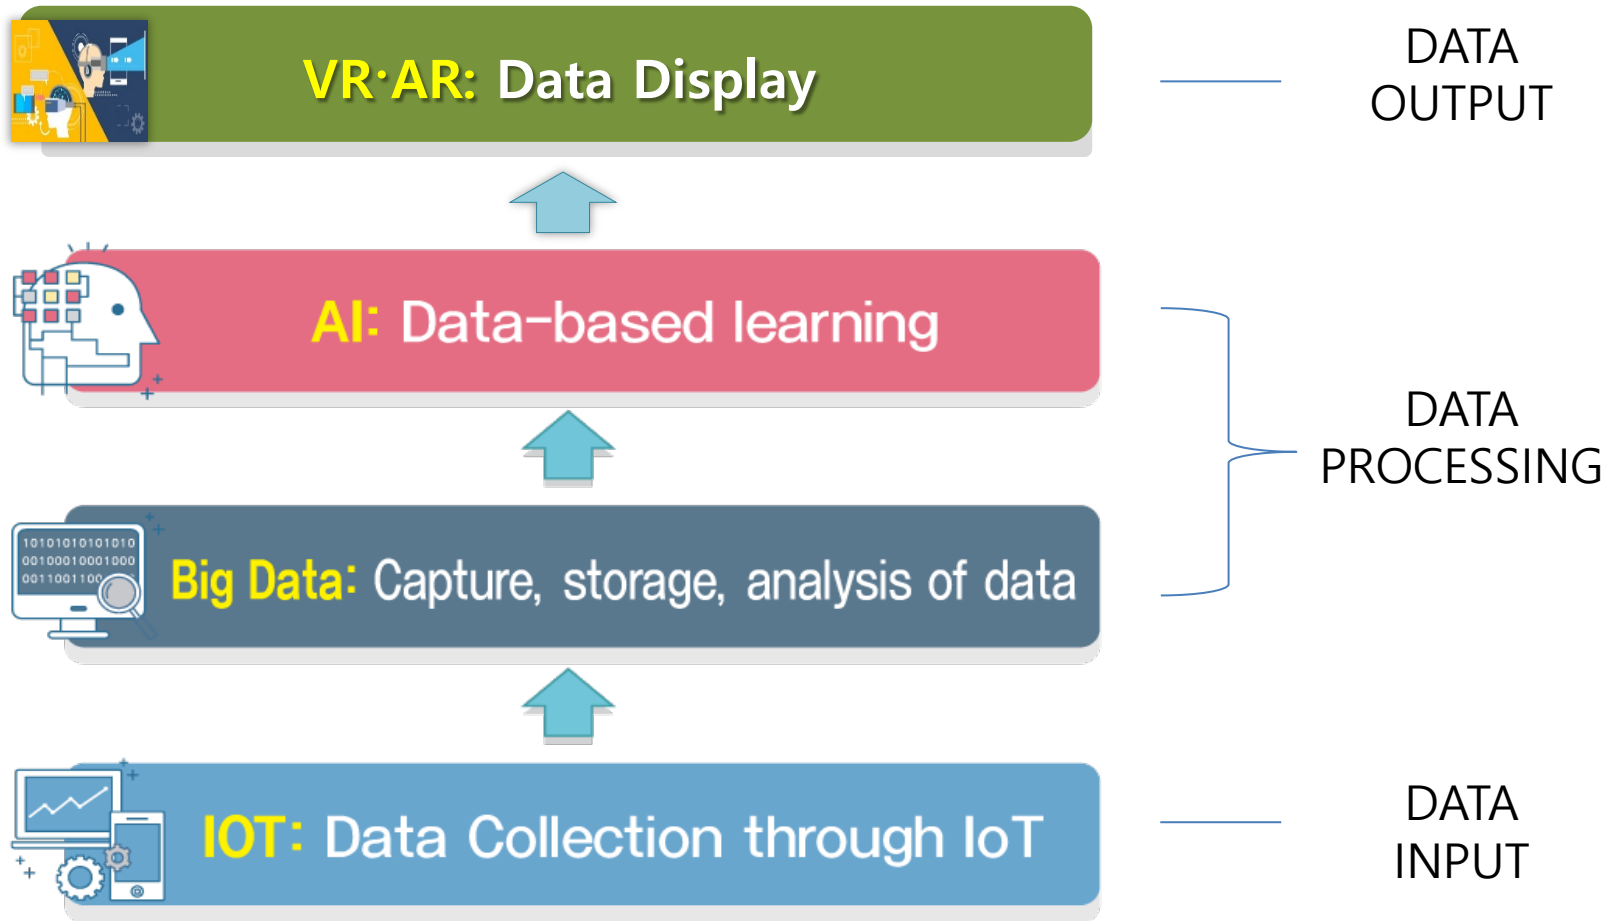 VR·AR: Data Display
DATA
OUTPUT
AI: Data-based learning
DATA
PROCESSING
10101010101010
00100010001000
0011001100
Big Data: Capture, storage, analysis of data
IOT: Data Collection through IoT
DATA
INPUT